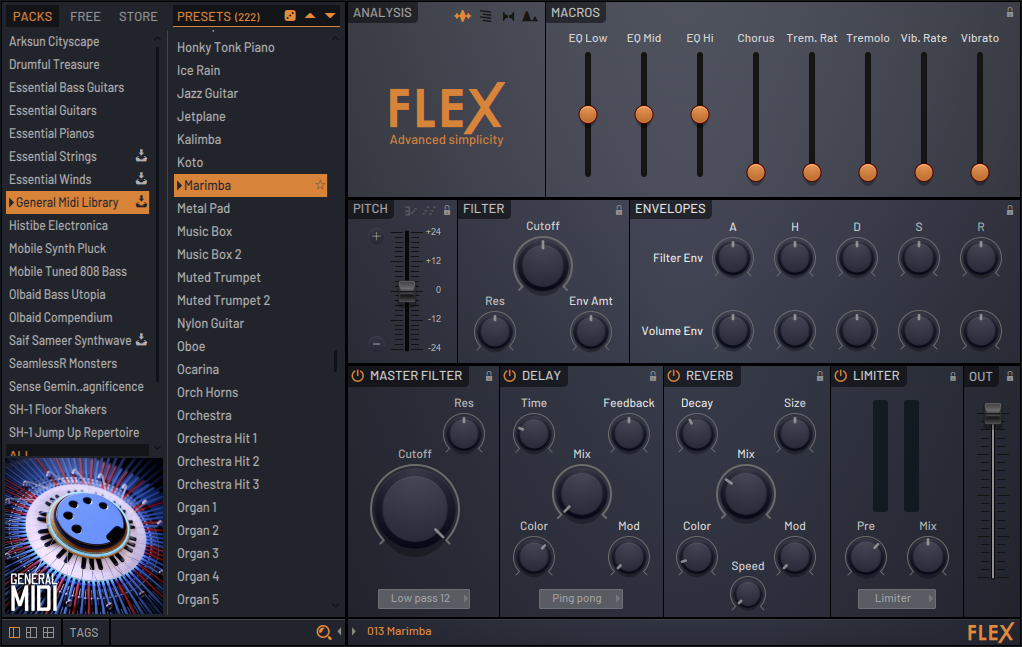 PACKS FREE STORE
Arksun Cityscape
Drumful Treasure
Essential Bass Guitars
Essential Guitars
Essential Pianos
Essential Strings
Essential Winds
General Midi Library
Histibe Electronica
Mobile Synth Pluck
Mobile Tuned 808 Bass
Olbaid Bass Utopia
Olbaid Compendium
Saif Sameer Synthwave
SeamlessR Monsters
Sense Gemin..agnificence
SH-1 Floor Shakers
SH-1 Jump Up Repertoire
ALL
GENERAL
MIDI
TAGS
PRESETS (222)
Honky Tonk Piano
Ice Rain
Jazz Guitar
Jetplane
Kalimba
Koto
Marimba
Metal Pad
Music Box
Music Box 2
Muted Trumpet
Muted Trumpet 2
Nylon Guitar
Oboe
Ocarina
Orch Horns
Orchestra
Orchestra Hit 1
Orchestra Hit 2
Orchestra Hit 3
Organ 1
Organ 2
Organ 3
Organ 4
Organ 5
ANALYSIS
FLEX
Advanced simplicity
MACROS
EQ Low EQ Mid EQ Hi Chorus Trem. Rat Tremolo Vib. Rate Vibrato
PITCH
+24
+12
0
-12
-24
FILTER
Cutoff
Res Env Amt
ENVELOPES
A H D S R
Filter Env
Volume Env
MASTER FILTER
Res
Cutoff
Low pass 12
DELAY
Time Feedback
Mix
Color Mod
Ping pong
REVERB
Decay Size
Mix
Color Mod
Speed
LIMITER
Pre Mix
Limiter
OUT
013 Marimba
FLEX